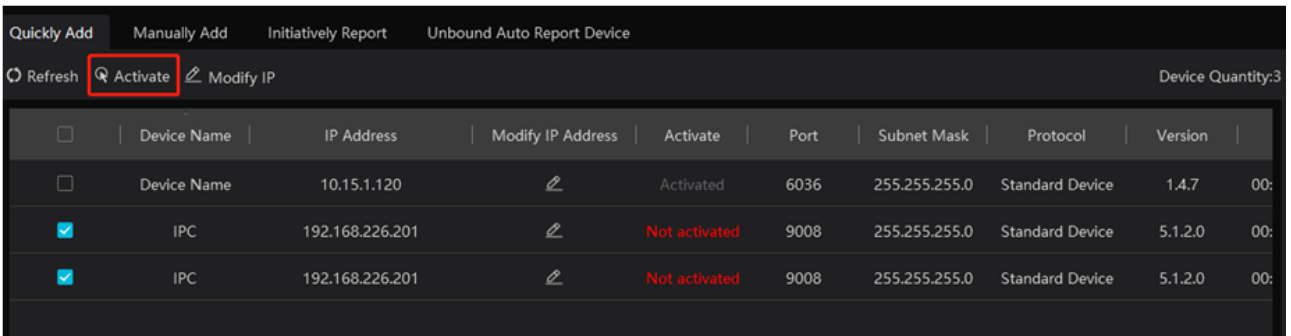 Quickly Add Manually Add Initiatively Report Unbound Auto Report Device
Refresh Activate Modify IP Device Quantity:3
Device Name IP Address Modify IP Address Activate Port Subnet Mask Protocol Version
Device Name 10.15.1.120 Activated 6036 255.255.255.0 Standard Device 1.4.7 00:
IPC 192.168.226.201 Not activated 9008 255.255.255.0 Standard Device 5.1.2.0 00:
IPC 192.168.226.201 Not activated 9008 255.255.255.0 Standard Device 5.1.2.0 00: